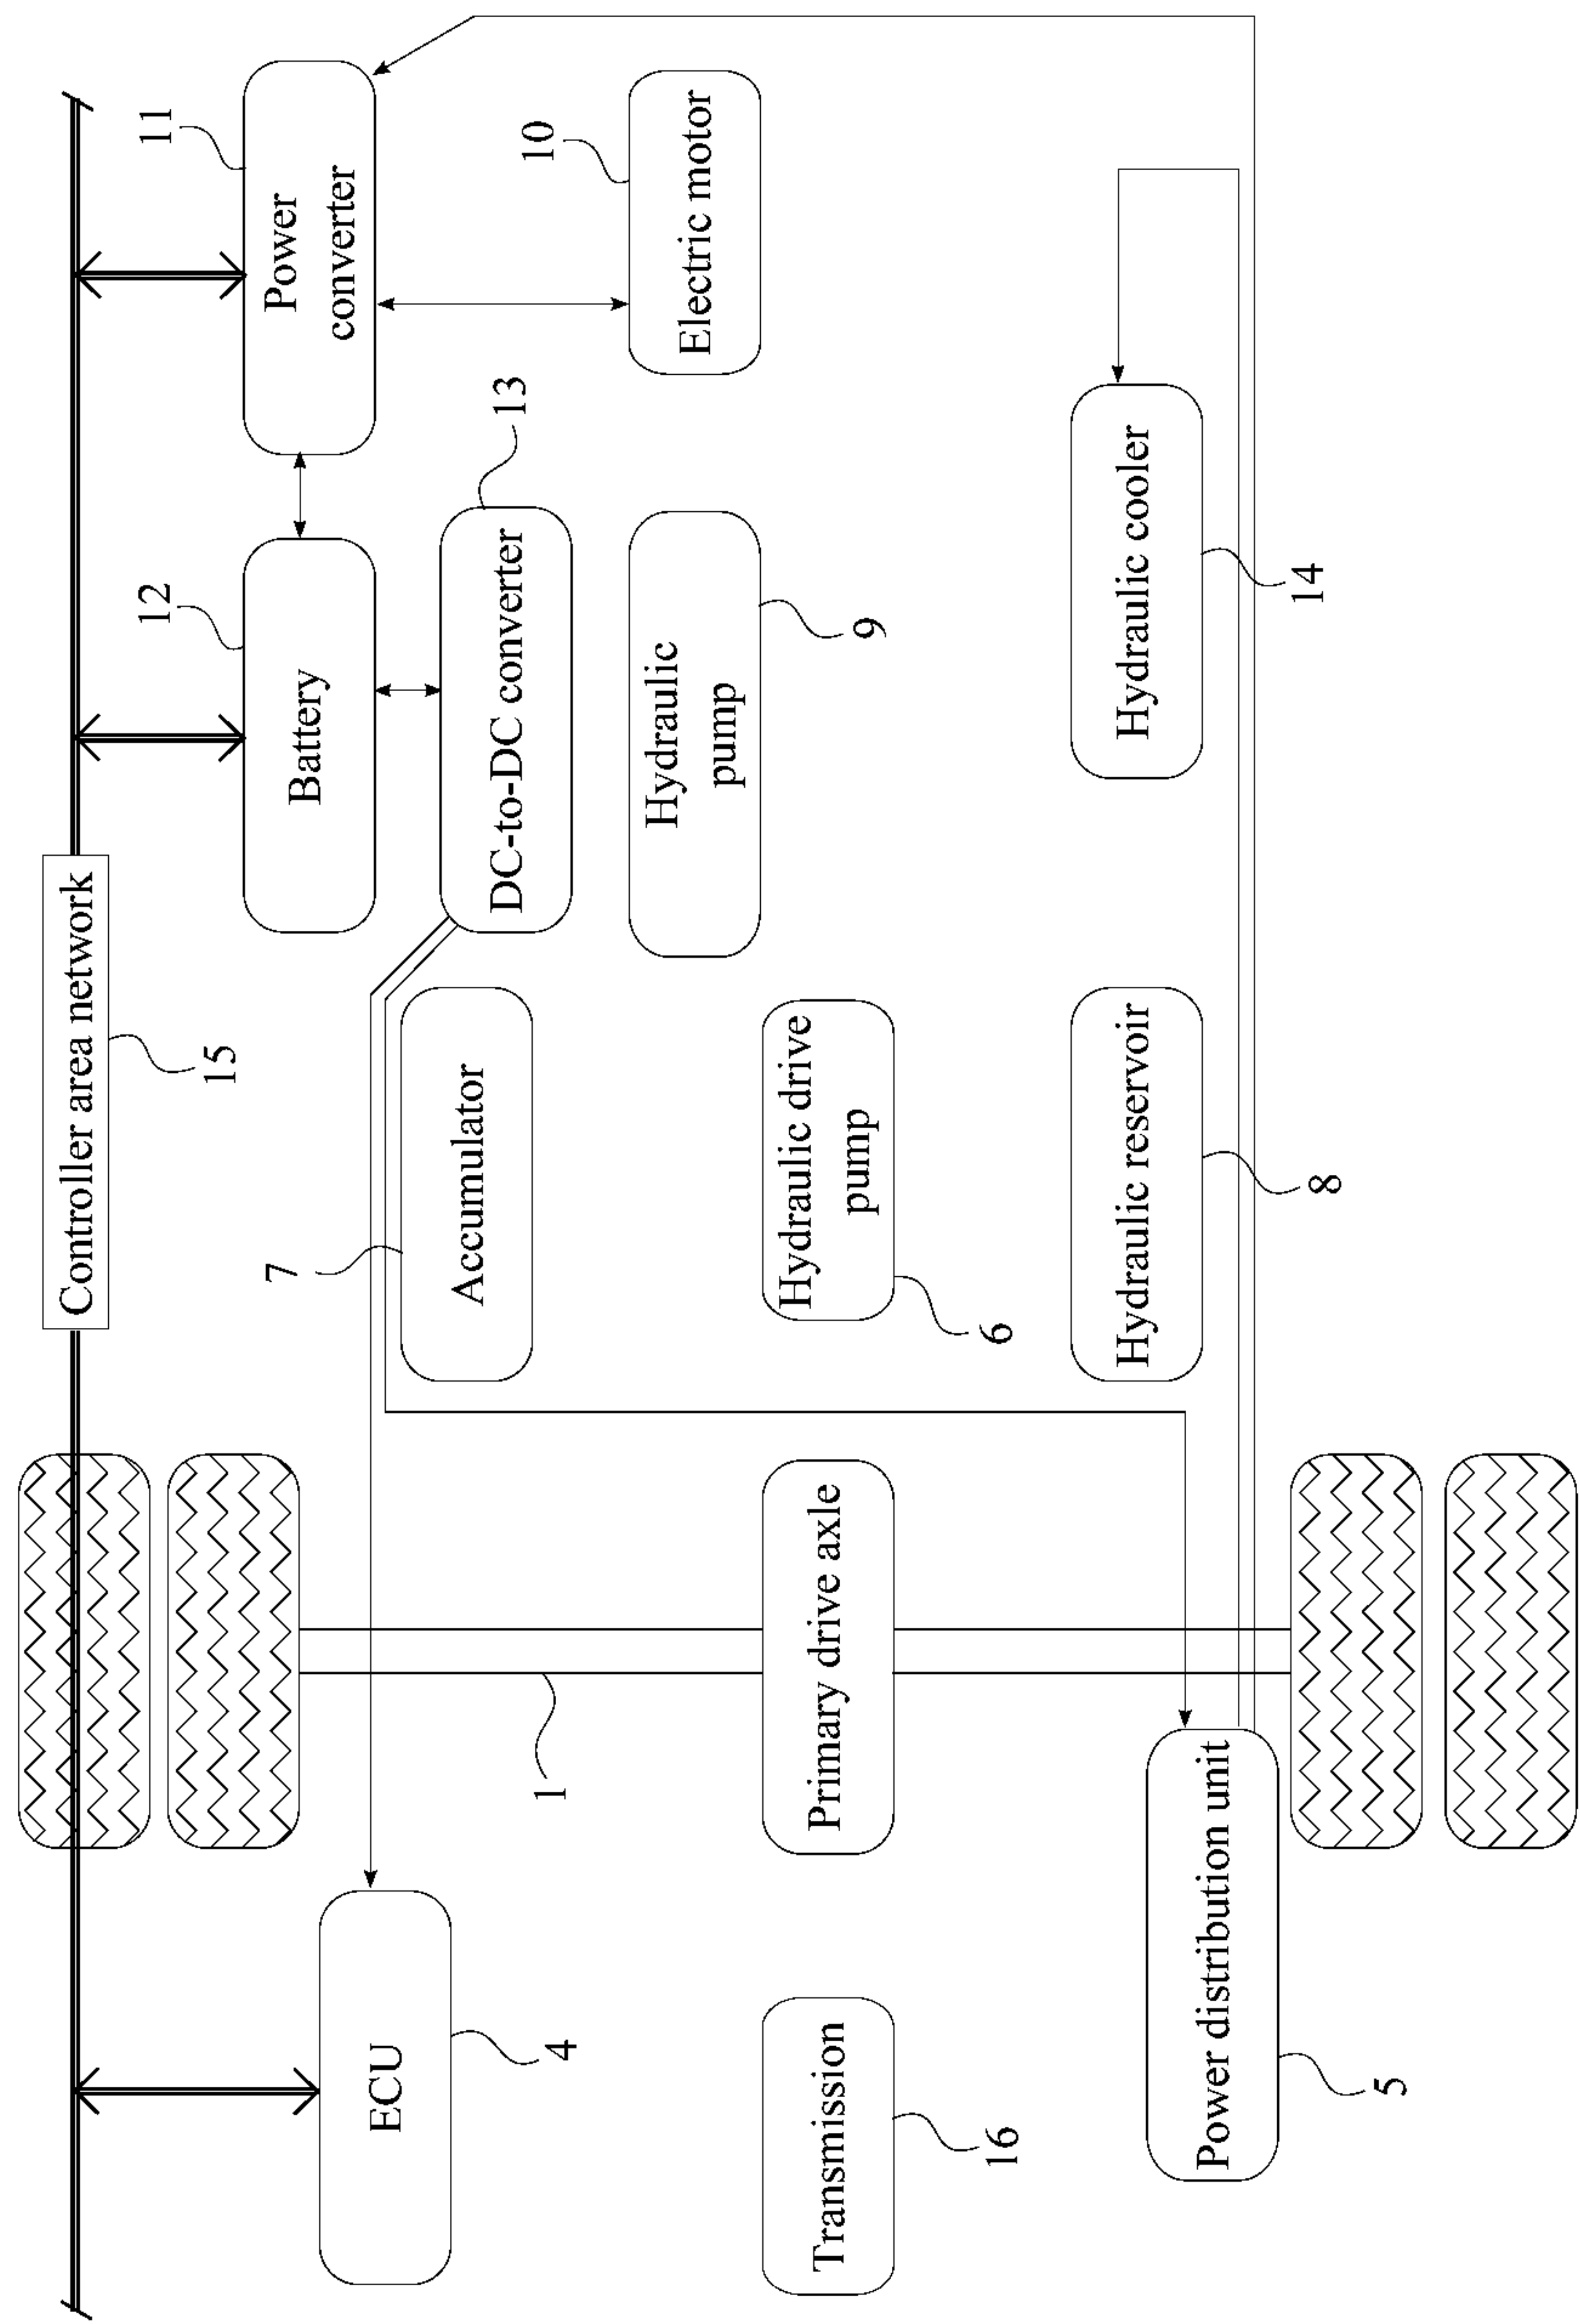 Controller area network
15
11
Power
converter
12
Battery
10
Electric motor
13
DC-to-DC converter
Hydraulic
pump
9
7
Accumulator
Hydraulic drive
pump
6
Hydraulic cooler
14
Hydraulic reservoir
8
1
Primary drive axle
ECU
4
Transmission
16
Power distribution unit
5